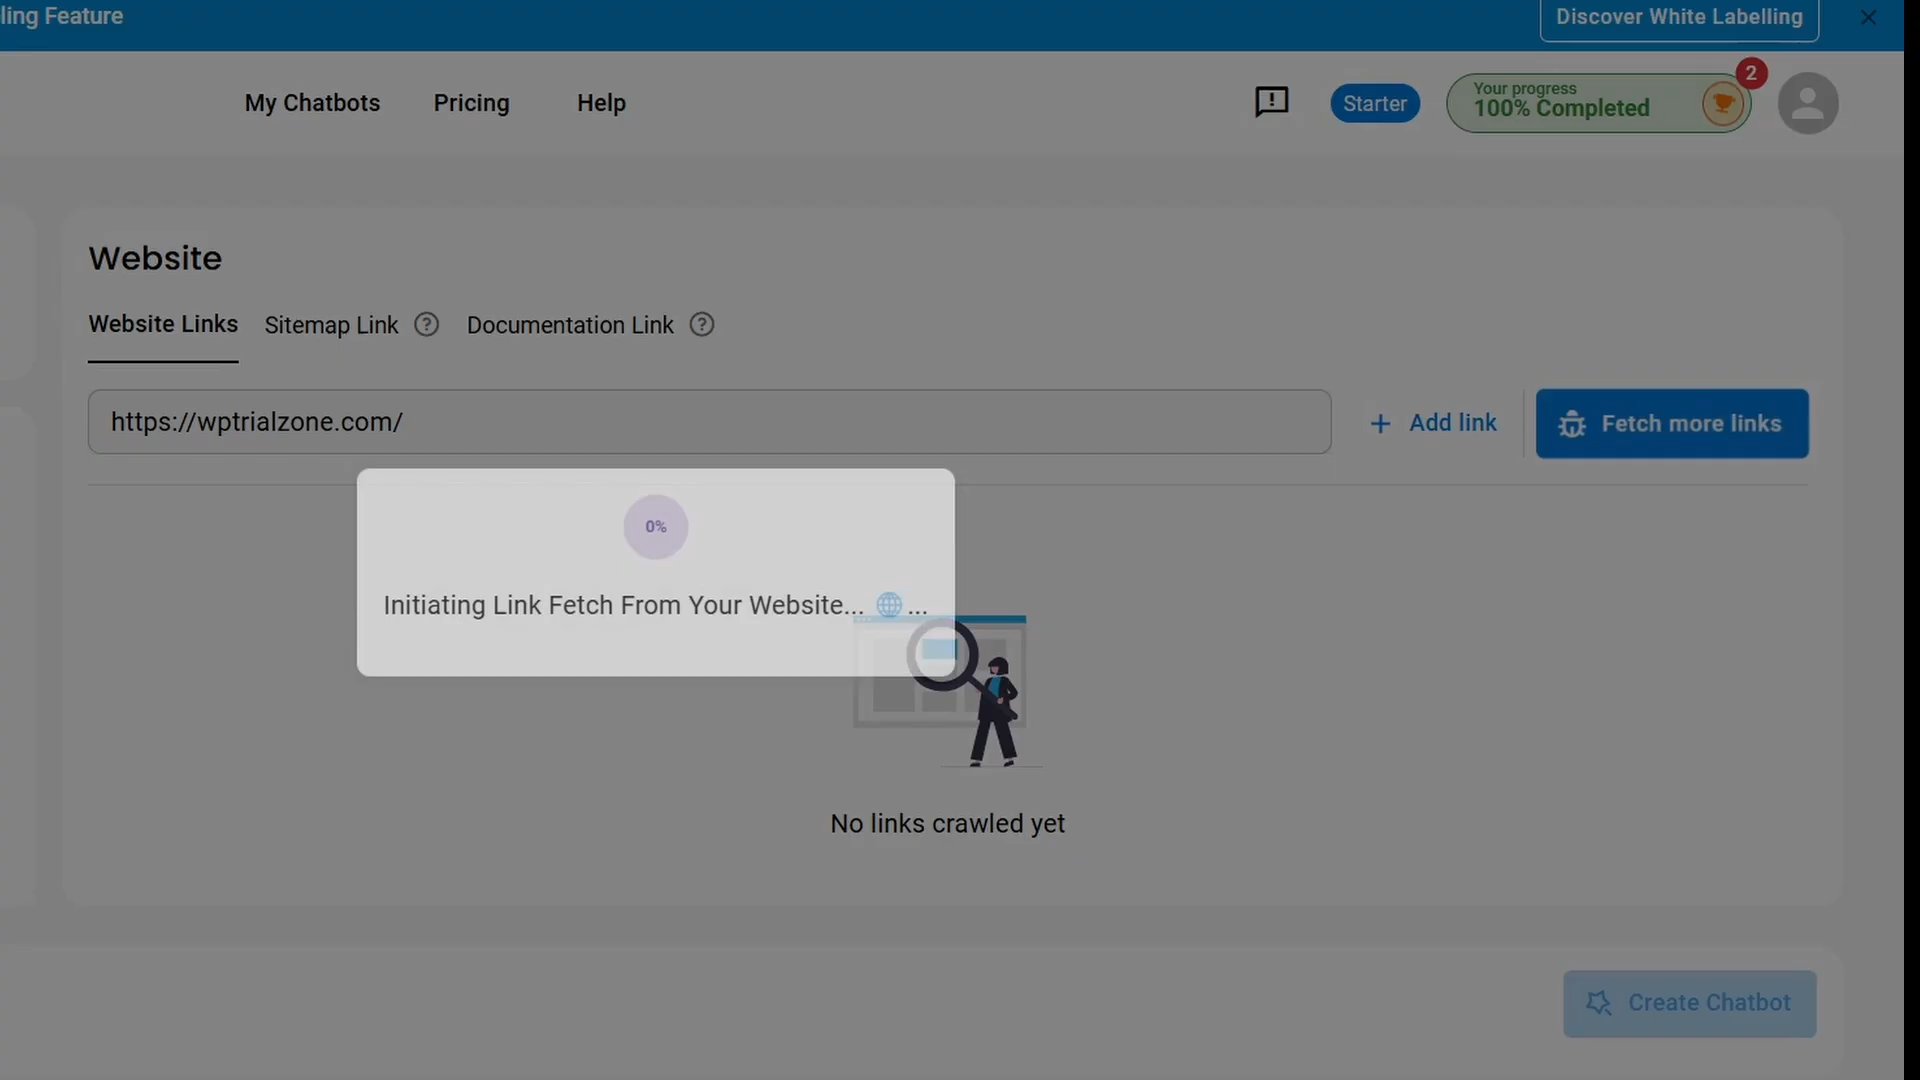 ling Feature
Discover White Labelling
My Chatbots
Pricing
Help
Starter
Your progress
100% Completed
2
Website
Website Links
Sitemap Link
Documentation Link
https://wptrialzone.com/
+ Add link
Fetch more links
0%
Initiating Link Fetch From Your Website... 🌐 ...
No links crawled yet
Create Chatbot